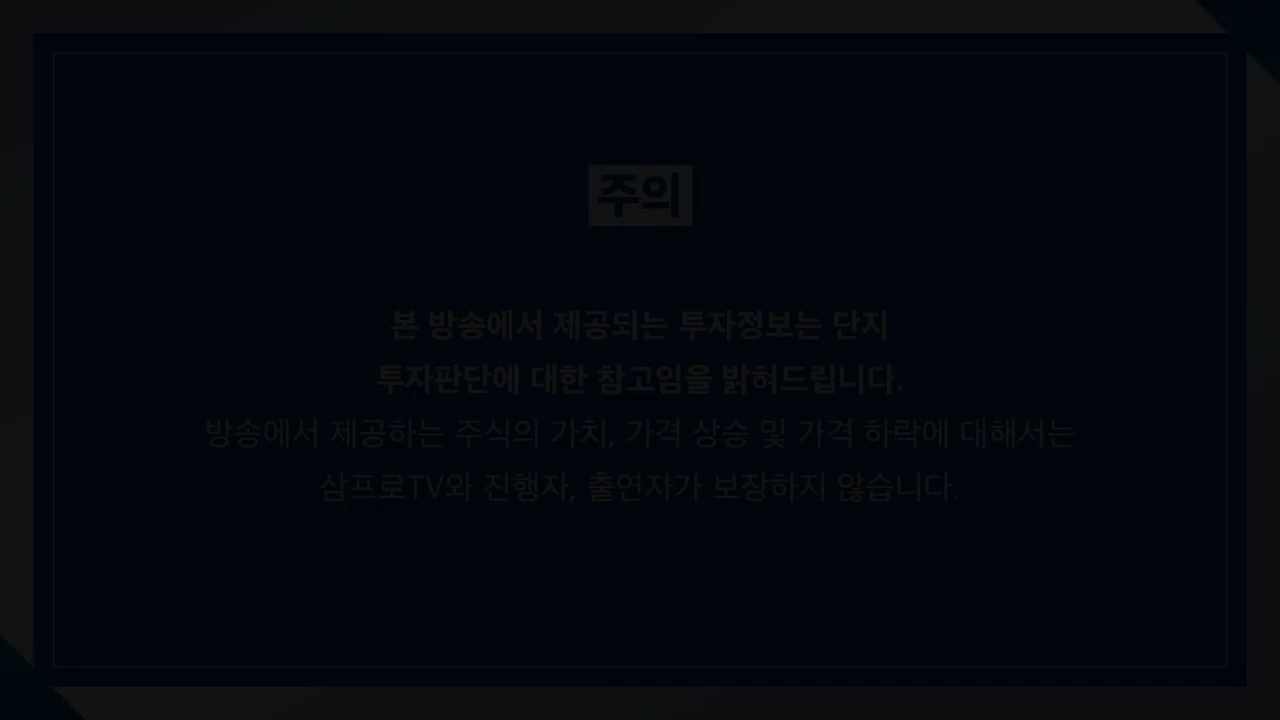 주의
본 방송에서 제공되는 투자정보는 단지
투자판단에 대한 참고임을 밝혀드립니다.
방송에서 제공하는 주식의 가치, 가격 상승 및 가격 하락에 대해서는
삼프로TV와 진행자, 출연자가 보장하지 않습니다.